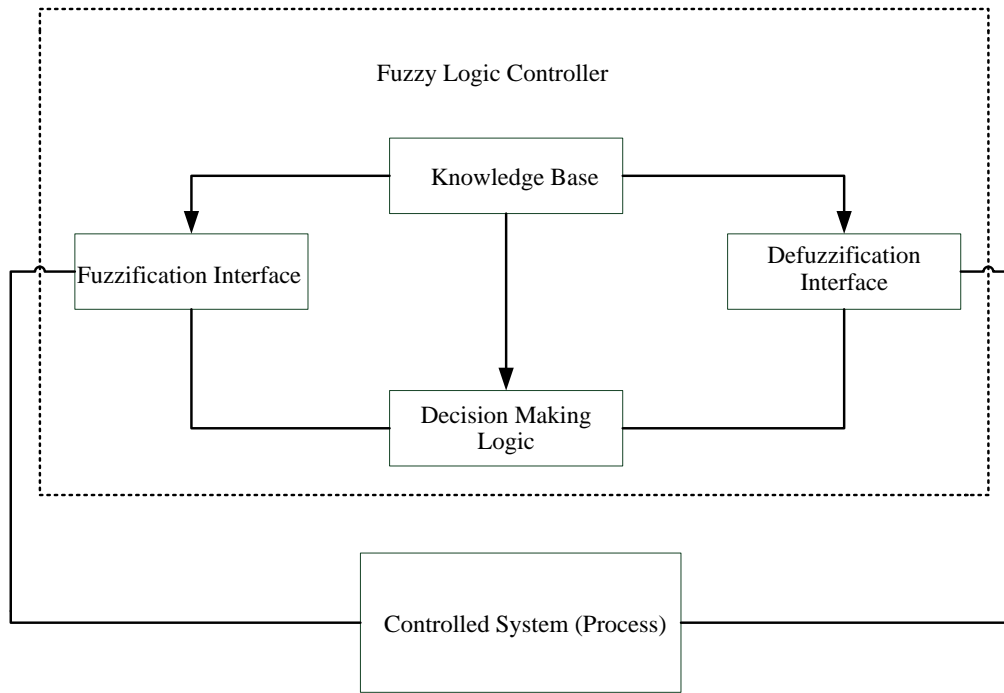 Fuzzy Logic Controller
Knowledge Base
Fuzzification Interface
Defuzzification
Interface
Decision Making
Logic
Controlled System (Process)